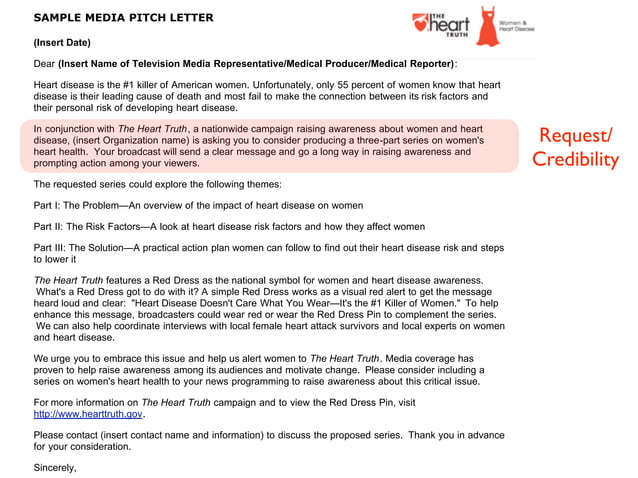 SAMPLE MEDIA PITCH LETTER
THE
heart
TRUTH
Women &
Heart Disease
(Insert Date)
Dear (Insert Name of Television Media Representative/Medical Producer/Medical Reporter):
Heart disease is the #1 killer of American women. Unfortunately, only 55 percent of women know that heart
disease is their leading cause of death and most fail to make the connection between its risk factors and
their personal risk of developing heart disease.
In conjunction with The Heart Truth, a nationwide campaign raising awareness about women and heart
disease, (insert Organization name) is asking you to consider producing a three-part series on women's
heart health. Your broadcast will send a clear message and go a long way in raising awareness and
prompting action among your viewers.
Request/
Credibility
The requested series could explore the following themes:
Part I: The Problem—An overview of the impact of heart disease on women
Part II: The Risk Factors—A look at heart disease risk factors and how they affect women
Part III: The Solution—A practical action plan women can follow to find out their heart disease risk and steps
to lower it
The Heart Truth features a Red Dress as the national symbol for women and heart disease awareness.
What's a Red Dress got to do with it? A simple Red Dress works as a visual red alert to get the message
heard loud and clear: "Heart Disease Doesn't Care What You Wear—It's the #1 Killer of Women." To help
enhance this message, broadcasters could wear red or wear the Red Dress Pin to complement the series.
We can also help coordinate interviews with local female heart attack survivors and local experts on women
and heart disease.
We urge you to embrace this issue and help us alert women to The Heart Truth. Media coverage has
proven to help raise awareness among its audiences and motivate change. Please consider including a
series on women's heart health to your news programming to raise awareness about this critical issue.
For more information on The Heart Truth campaign and to view the Red Dress Pin, visit
http://www.hearttruth.gov.
Please contact (insert contact name and information) to discuss the proposed series. Thank you in advance
for your consideration.
Sincerely,